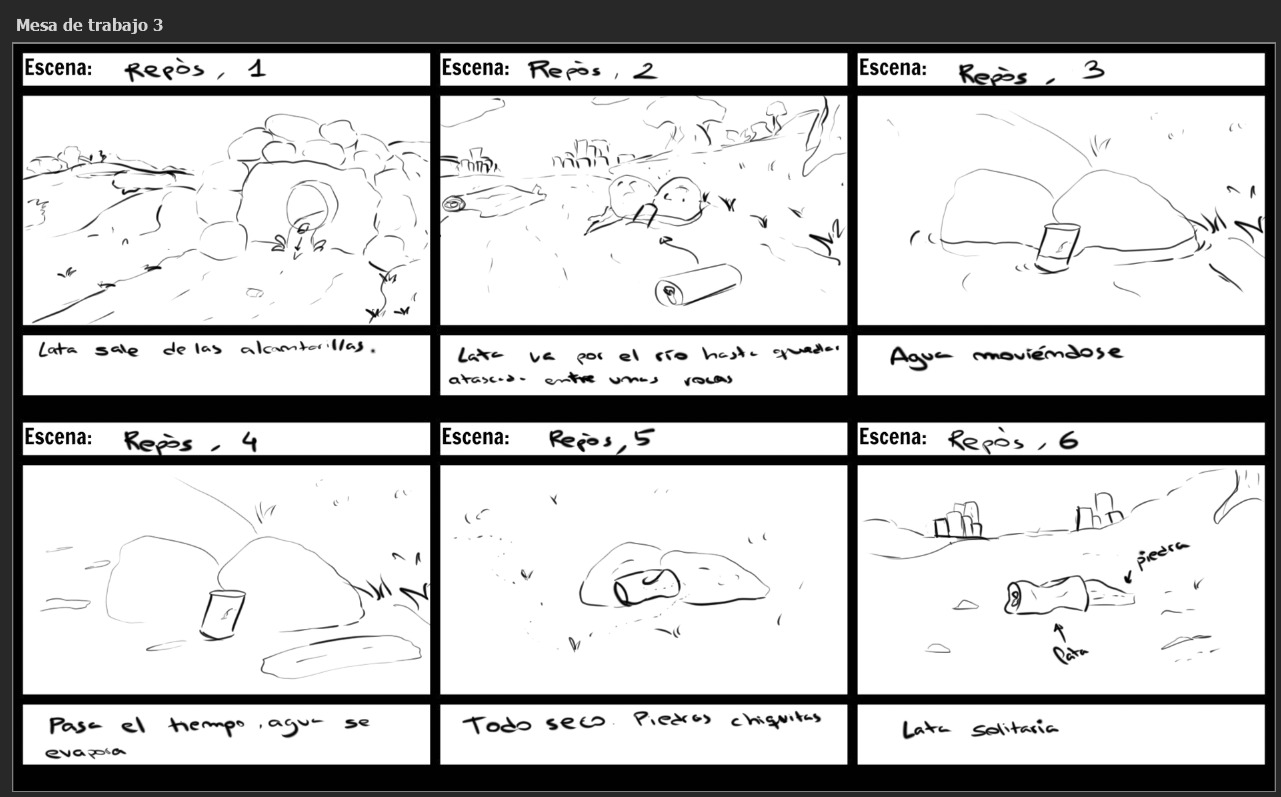 Mesa de trabajo 3
Escena: Repòs, 1
Escena: Repòs, 2
Escena: Repòs, 3
Lata sale de las alcantarillas.
Lata va por el río hasta quedar
atascada entre unas rocas
Agua moviéndose
Escena: Repòs, 4
Escena: Repòs, 5
Escena: Repòs, 6
piedra
lata
Pasa el tiempo, agua se
evapora
Todo seco. Piedras chiquitas
Lata solitaria